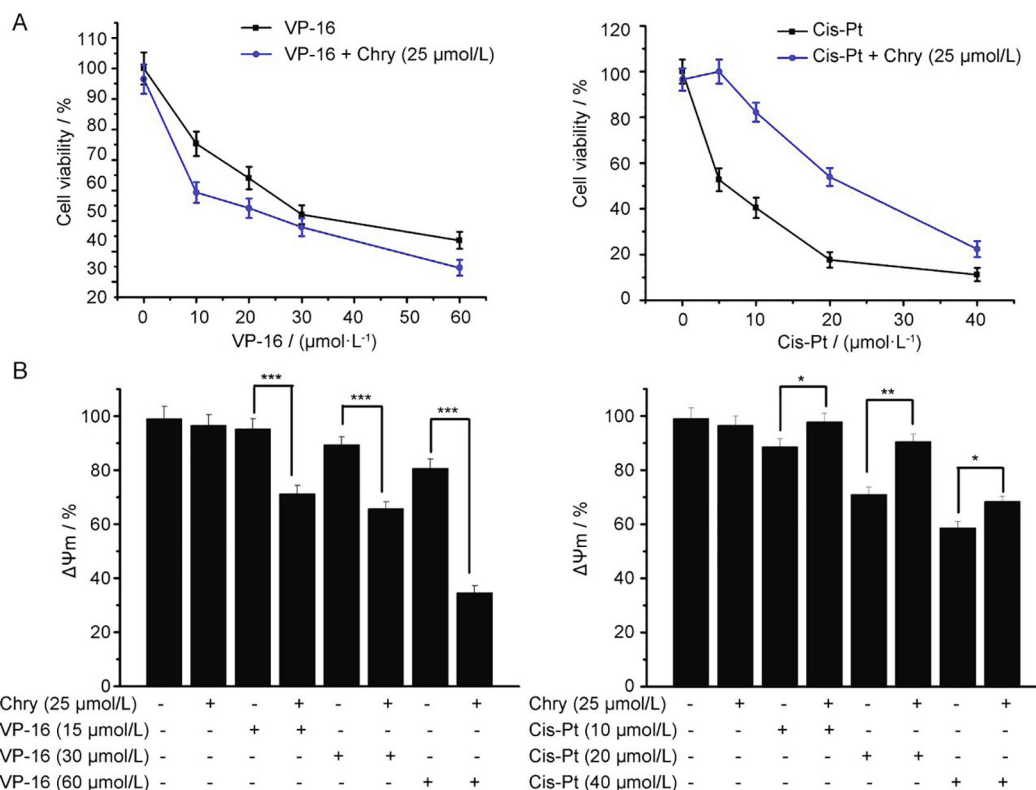 A
VP-16
VP-16 + Chry (25 μmol/L)
110
100
90
80
70
60
50
40
30
20
Cell viability / %
0 10 20 30 40 50 60
VP-16 / (μmol·L-1)
Cis-Pt
Cis-Pt + Chry (25 μmol/L)
120
100
80
60
40
20
0
Cell viability / %
0 10 20 30 40
Cis-Pt / (μmol·L-1)
B
*** *** ***
100
80
60
40
20
0
ΔΨm / %
Chry (25 μmol/L) - + - + - + - +
VP-16 (15 μmol/L) - - + + - - - -
VP-16 (30 μmol/L) - - - - + + - -
VP-16 (60 μmol/L) - - - - - - + +
* ** *
100
80
60
40
20
0
ΔΨm / %
Chry (25 μmol/L) - + - + - + - +
Cis-Pt (10 μmol/L) - - + + - - - -
Cis-Pt (20 μmol/L) - - - - + + - -
Cis-Pt (40 μmol/L) - - - - - - + +